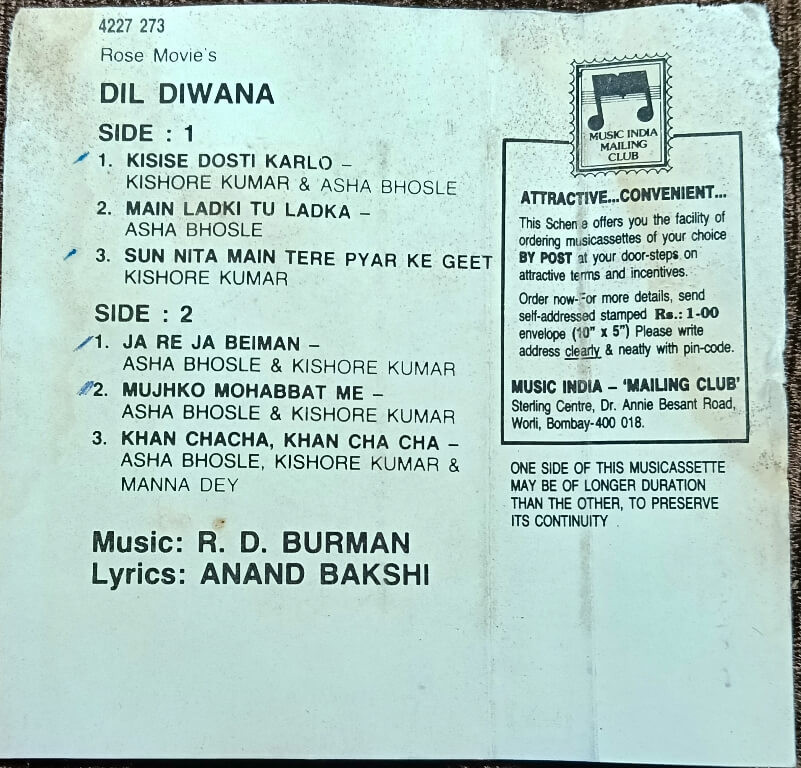 4227 273
Rose Movie's
DIL DIWANA
SIDE : 1
1. KISISE DOSTI KARLO –
KISHORE KUMAR & ASHA BHOSLE
2. MAIN LADKI TU LADKA –
ASHA BHOSLE
3. SUN NITA MAIN TERE PYAR KE GEET
KISHORE KUMAR
SIDE : 2
1. JA RE JA BEIMAN –
ASHA BHOSLE & KISHORE KUMAR
2. MUJHKO MOHABBAT ME –
ASHA BHOSLE & KISHORE KUMAR
3. KHAN CHACHA, KHAN CHA CHA –
ASHA BHOSLE, KISHORE KUMAR &
MANNA DEY
Music: R. D. BURMAN
Lyrics: ANAND BAKSHI
MUSIC INDIA
MAILING
CLUB
ATTRACTIVE...CONVENIENT...
This Scheme offers you the facility of
ordering musicassettes of your choice
BY POST at your door-steps on
attractive terms and incentives.
Order now-For more details, send
self-addressed stamped Rs.: 1-00
envelope (10" x 5") Please write
address clearly & neatly with pin-code.
MUSIC INDIA – 'MAILING CLUB'
Sterling Centre, Dr. Annie Besant Road,
Worli, Bombay-400 018.
ONE SIDE OF THIS MUSICASSETTE
MAY BE OF LONGER DURATION
THAN THE OTHER, TO PRESERVE
ITS CONTINUITY .